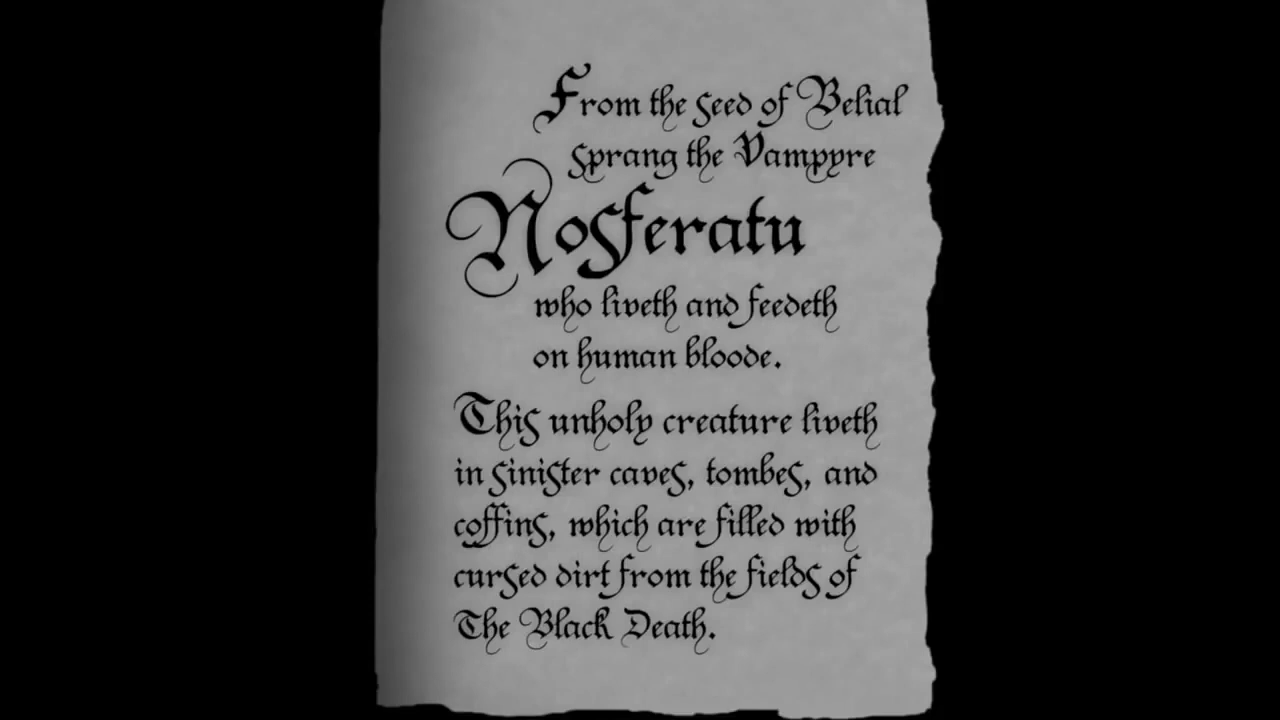 From the seed of Belial
sprang the Vampyre
Nosferatu
who liveth and feedeth
on human bloode.
This unholy creature liveth
in sinister caves, tombes, and
coffins, which are filled with
cursed dirt from the fields of
The Black Death.